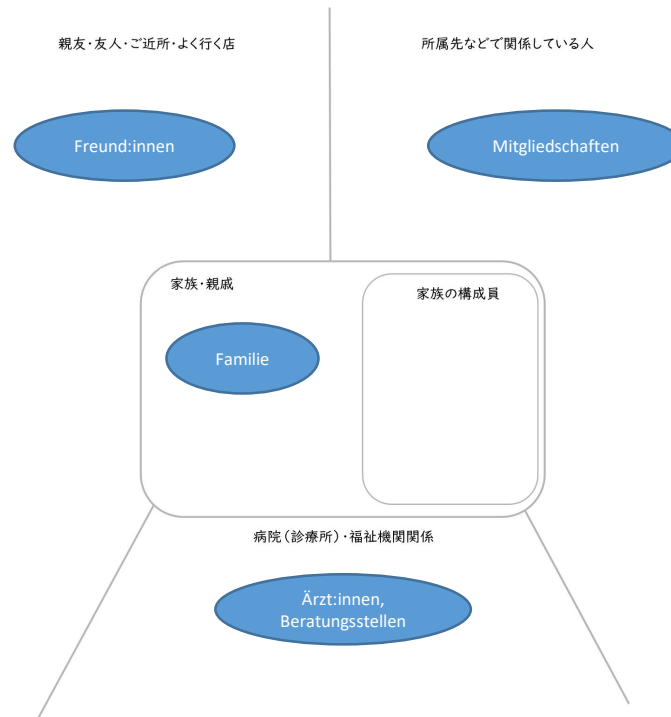 親友・友人・ご近所・よく行く店
所属先などで関係している人
Freund:innen
Mitgliedschaften
家族・親戚
家族の構成員
Familie
病院(診療所)・福祉機関関係
Ärzt:innen,
Beratungsstellen